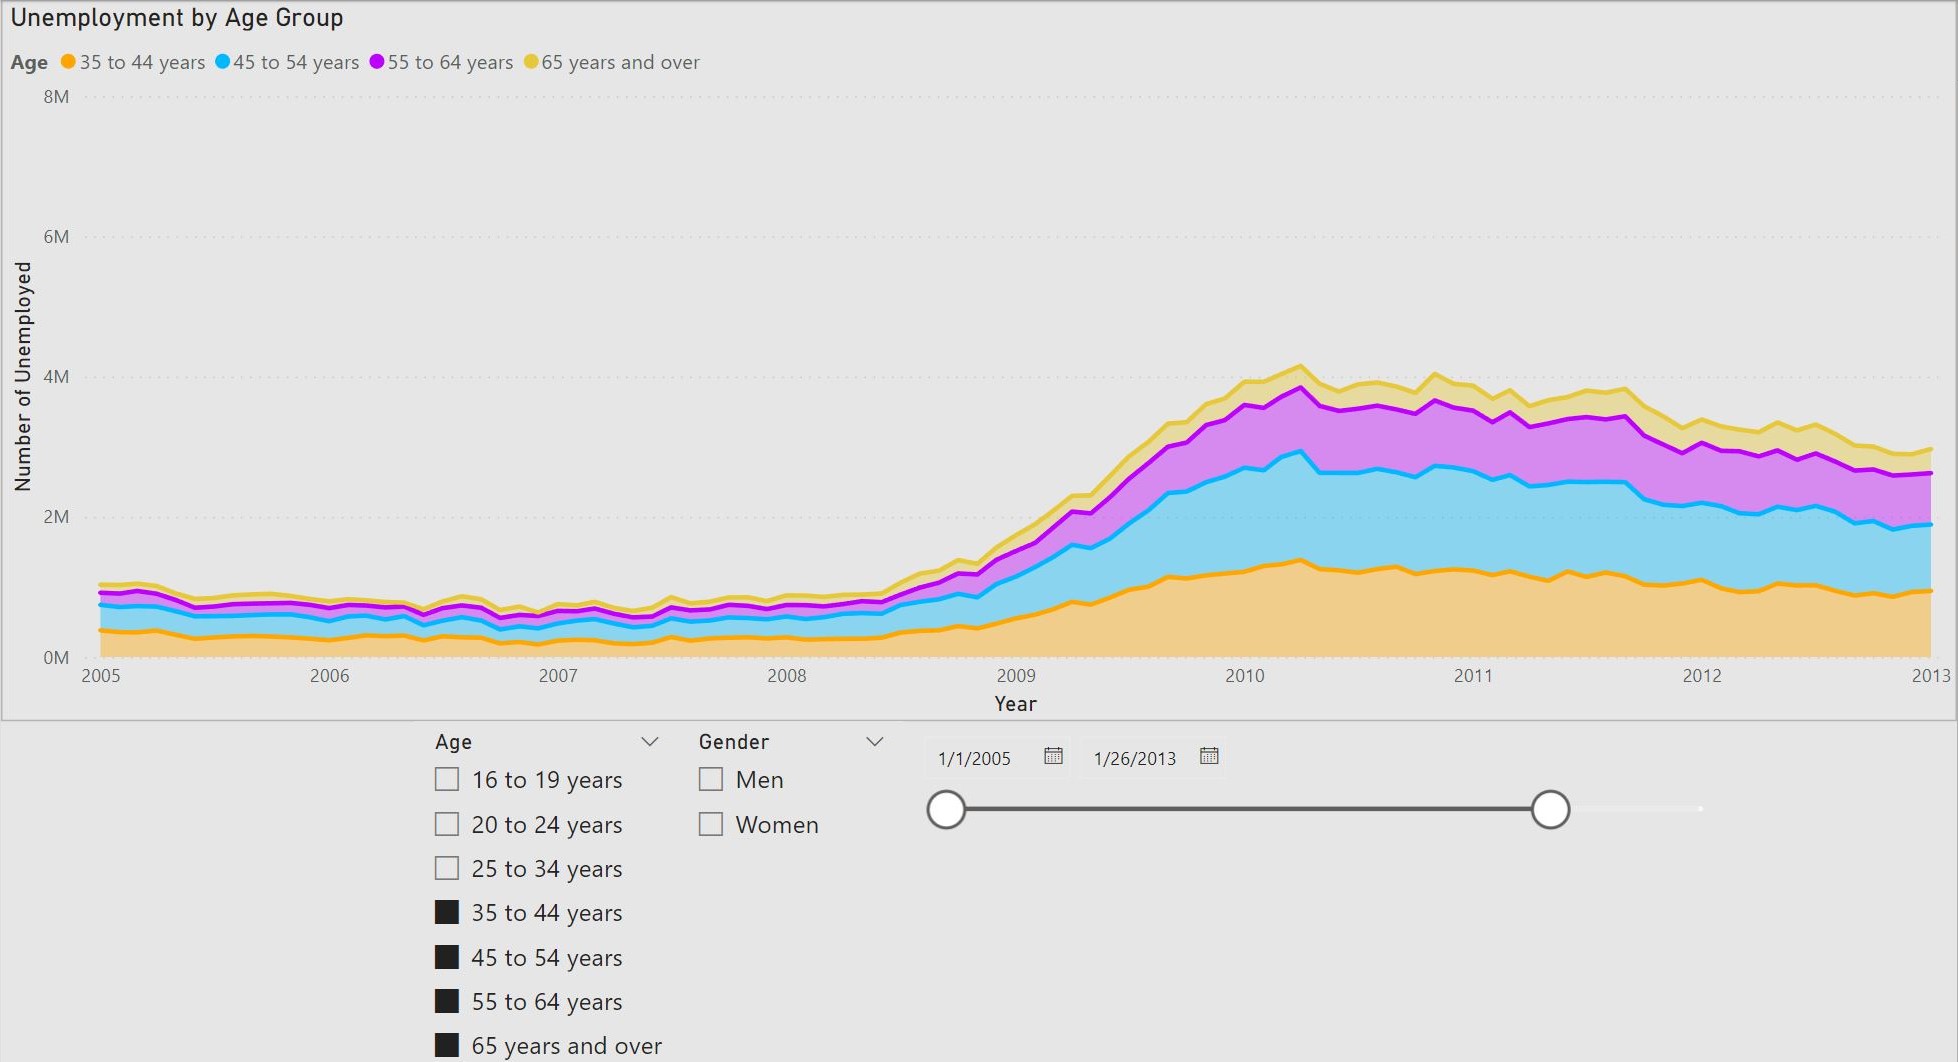 Unemployment by Age Group
Age 35 to 44 years 45 to 54 years 55 to 64 years 65 years and over
8M
6M
4M
2M
0M
Number of Unemployed
2005 2006 2007 2008 2009 2010 2011 2012 2013
Year
Age
16 to 19 years
20 to 24 years
25 to 34 years
35 to 44 years
45 to 54 years
55 to 64 years
65 years and over
Gender
Men
Women
1/1/2005 1/26/2013